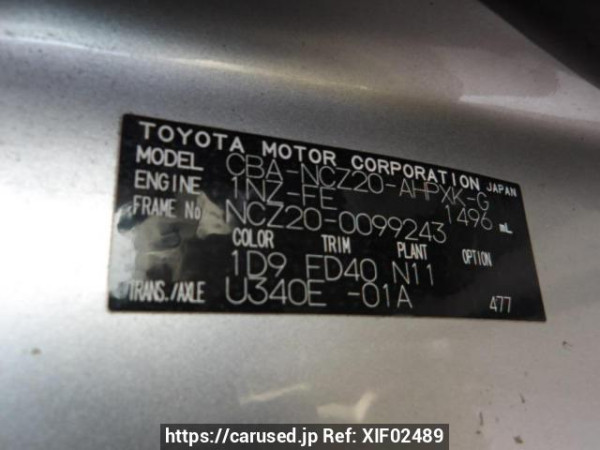 TOYOTA MOTOR CORPORATION JAPAN
MODEL CBA-NCZ20-AHPXK-G
ENGINE 1NZ-FE 1496 mL
FRAME No NCZ20-0099243
COLOR TRIM PLANT OPTION
1D9 FD40 N11
TRANS./AXLE U340E -01A 477
https://carused.jp Ref: XIF02489